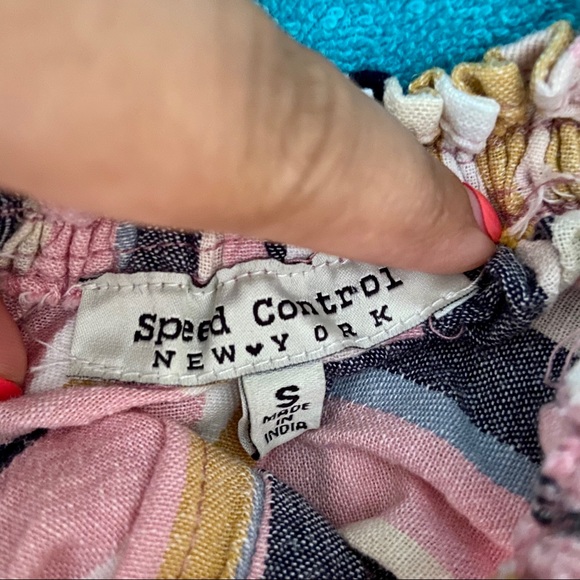 Speed Control
NEW♥YORK
S
MADE
IN
INDIA